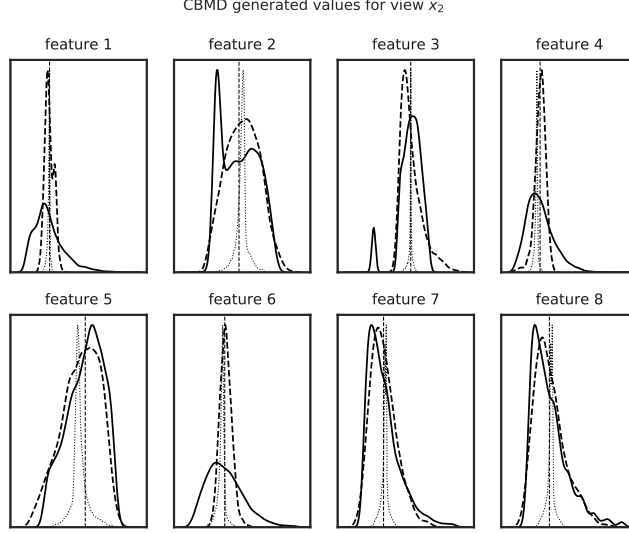 CBMD generated values for view x₂
feature 1
feature 2
feature 3
feature 4
feature 5
feature 6
feature 7
feature 8